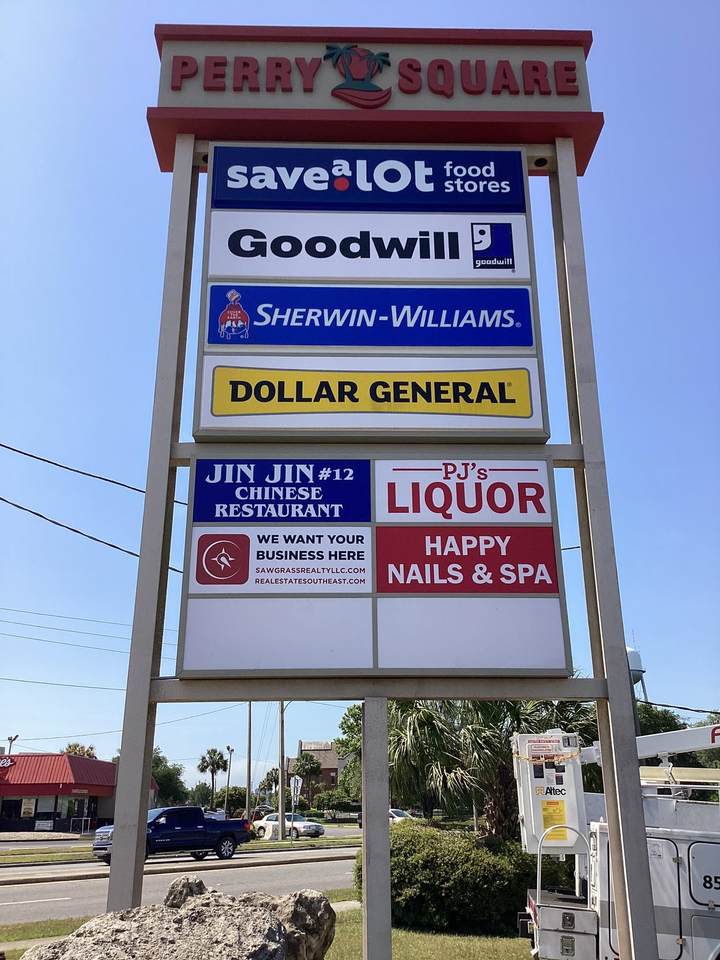 PERRY SQUARE
save a lot food stores
Goodwill
goodwill
SHERWIN-WILLIAMS®
DOLLAR GENERAL
JIN JIN #12
CHINESE
RESTAURANT
PJ's
LIQUOR
WE WANT YOUR
BUSINESS HERE
SAWGRASSREALTYLLC.COM
REALESTATESOUTHEAST.COM
HAPPY
NAILS & SPA
Altec
85